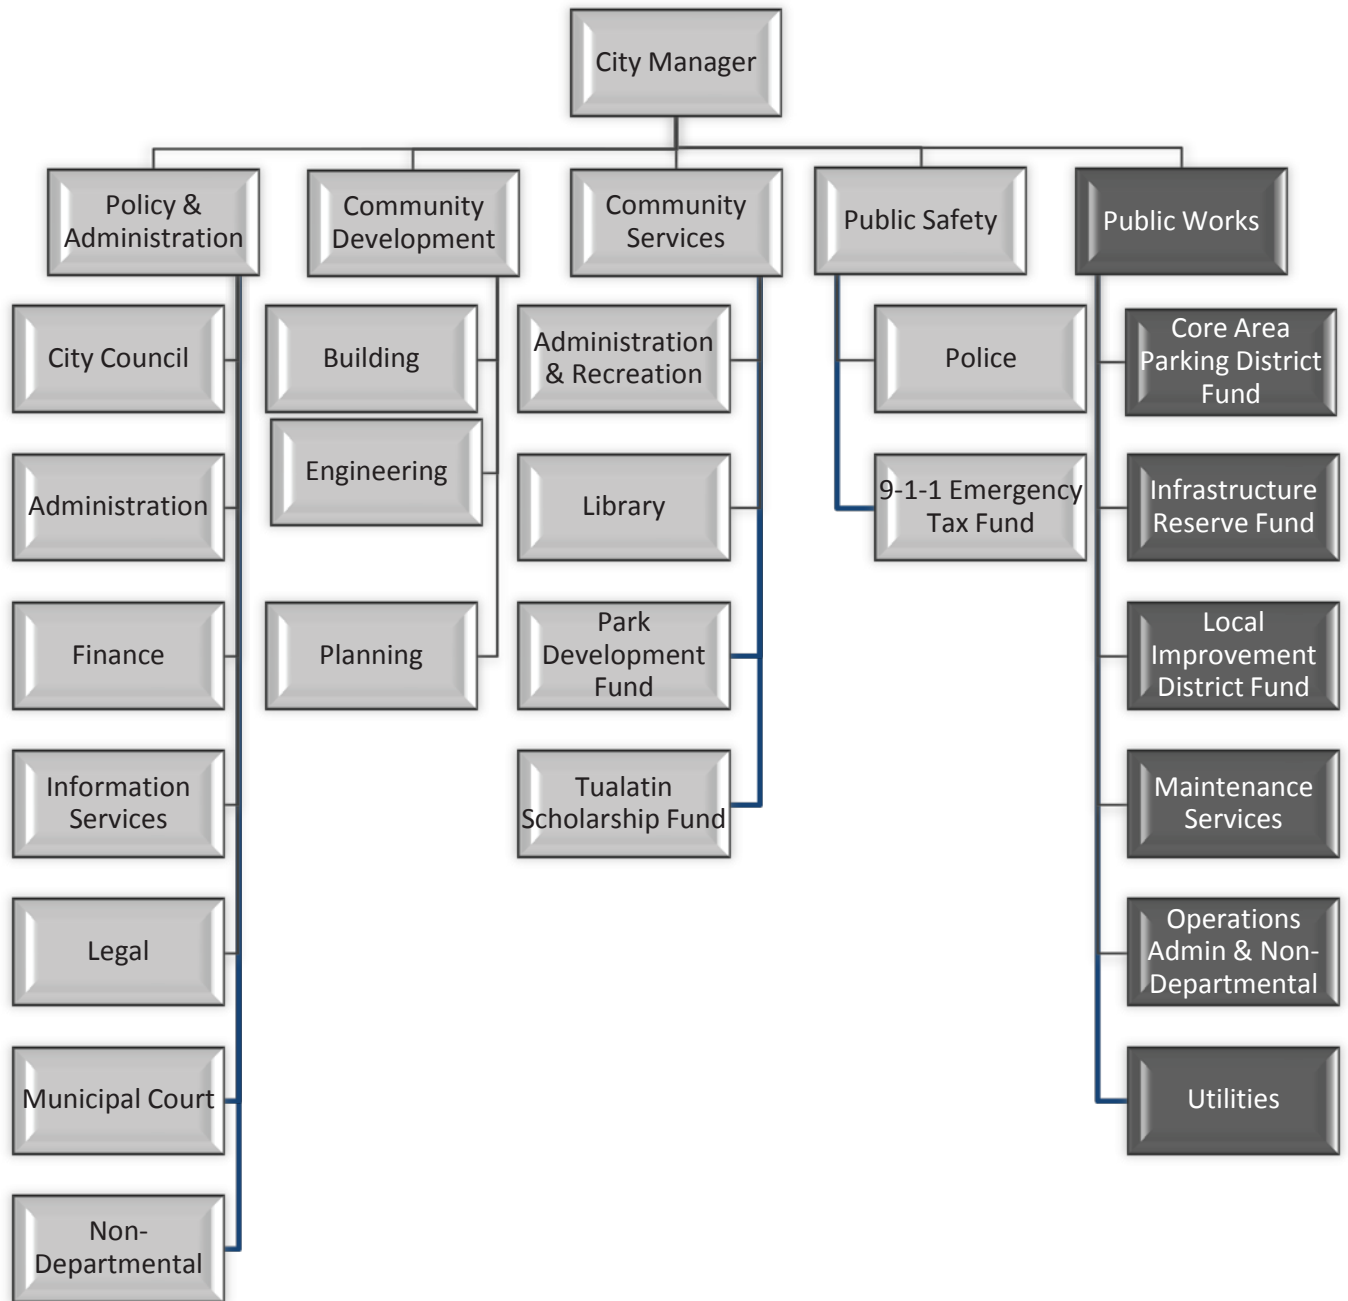 City Manager
Policy &
Administration
Community
Development
Community
Services
Public Safety
Public Works
City Council
Administration
Finance
Information
Services
Legal
Municipal Court
Non-
Departmental
Building
Engineering
Planning
Administration
& Recreation
Library
Park
Development
Fund
Tualatin
Scholarship Fund
Police
9-1-1 Emergency
Tax Fund
Core Area
Parking District
Fund
Infrastructure
Reserve Fund
Local
Improvement
District Fund
Maintenance
Services
Operations
Admin & Non-
Departmental
Utilities